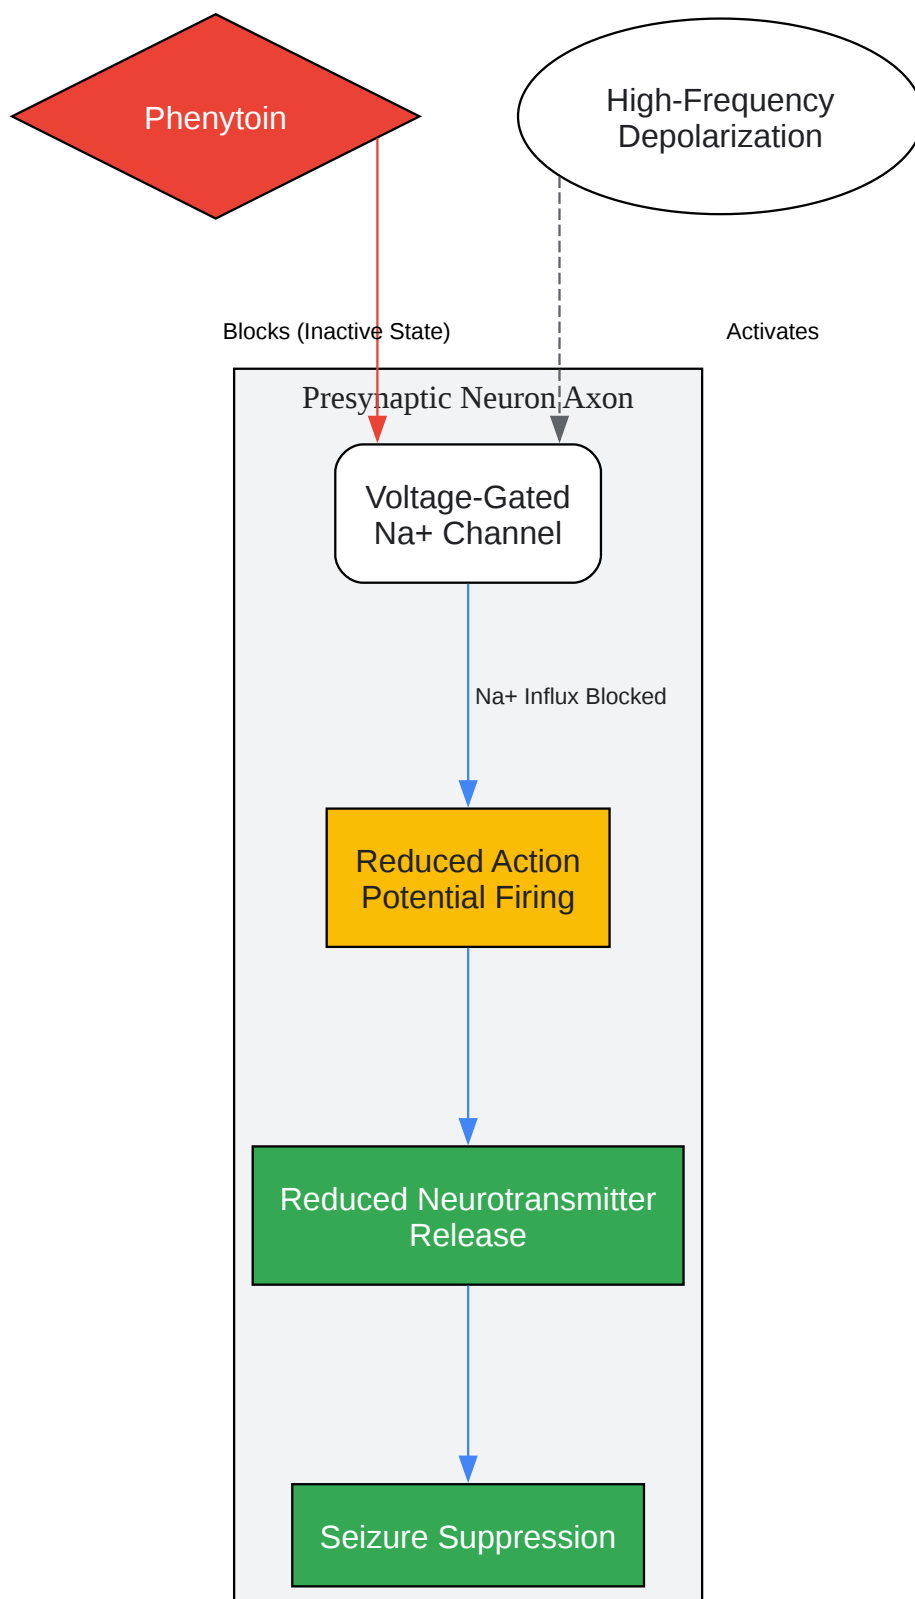 Phenytoin
High-Frequency
Depolarization
Blocks (Inactive State)
Activates
Presynaptic Neuron Axon
Voltage-Gated
Na+ Channel
Na+ Influx Blocked
Reduced Action
Potential Firing
Reduced Neurotransmitter
Release
Seizure Suppression